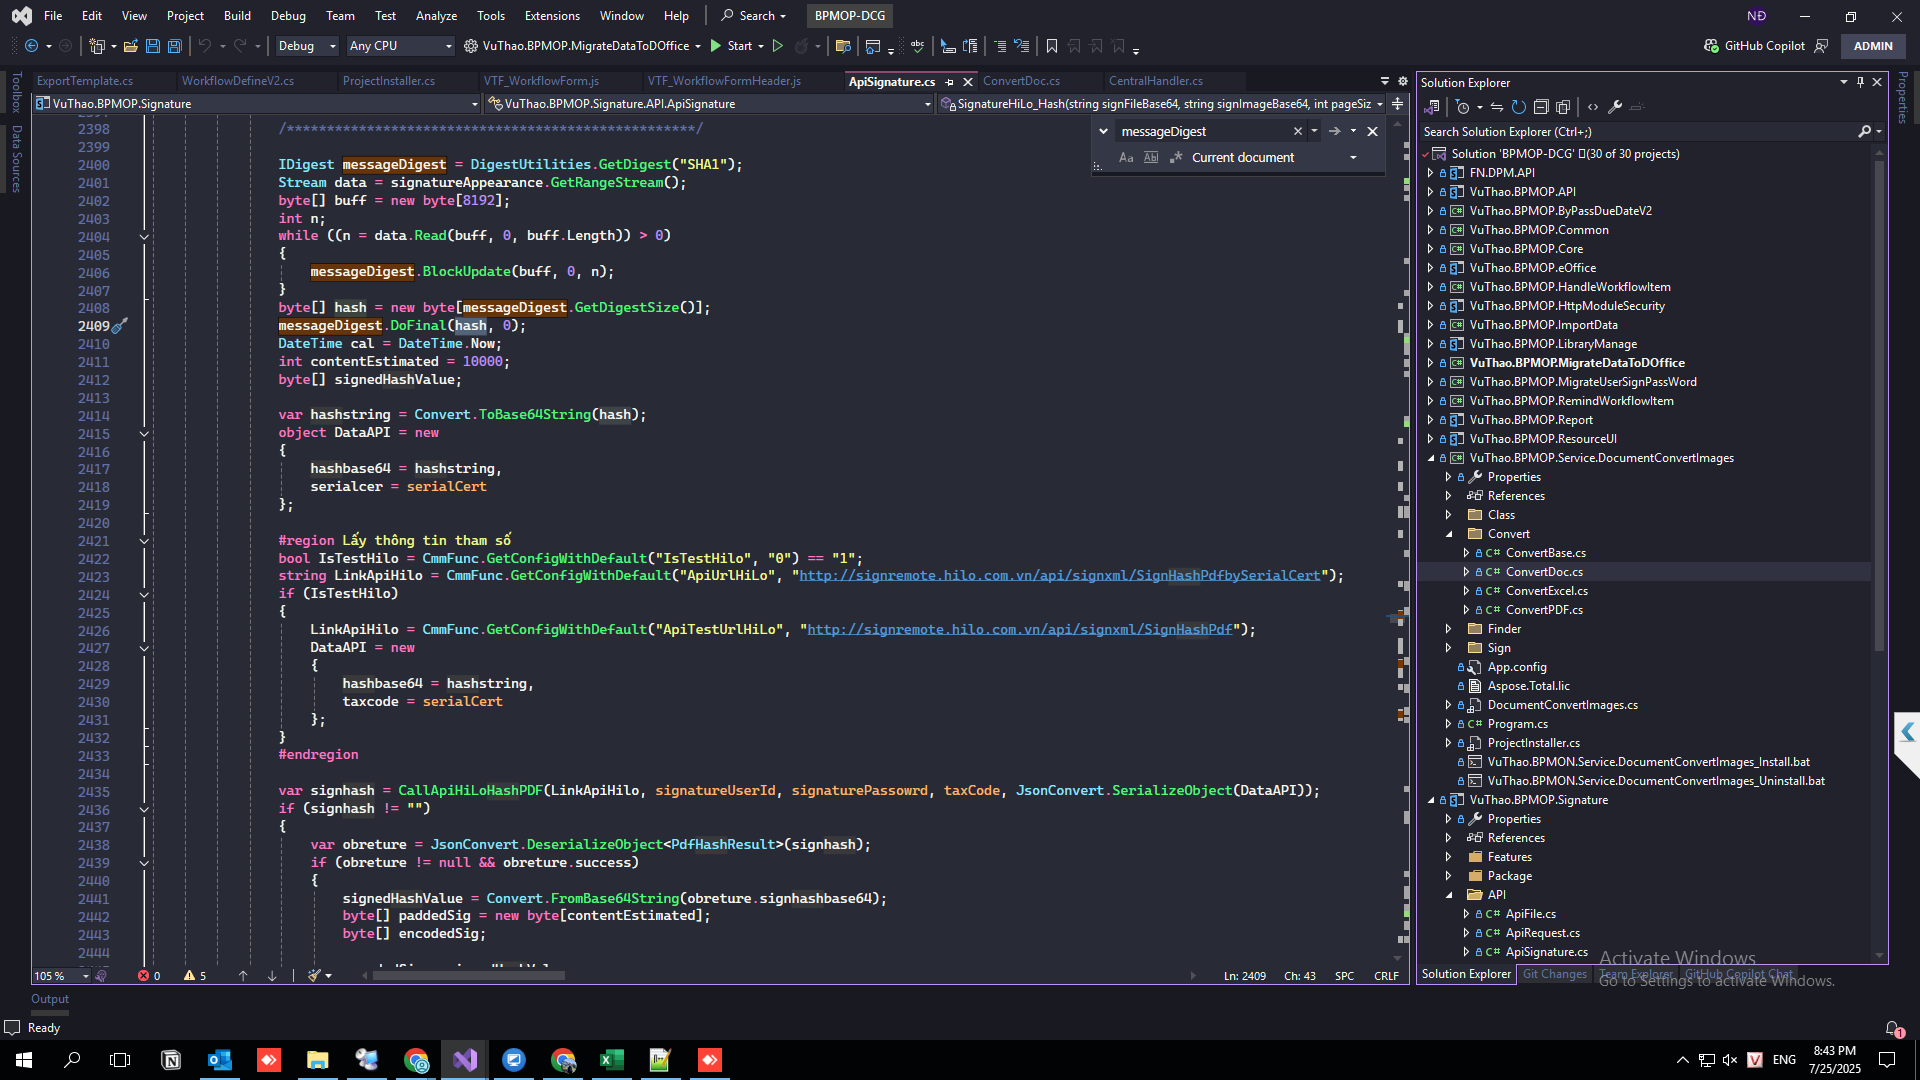 File Edit View Project Build Debug Team Test Analyze Tools Extensions Window Help Search BPMOP-DCG NĐ
Debug Any CPU VuThao.BPMOP.MigrateDataToDOffice Start GitHub Copilot ADMIN
Toolbox
Data Sources
ExportTemplate.cs WorkflowDefineV2.cs ProjectInstaller.cs VTF_WorkflowForm.js VTF_WorkflowFormHeader.js ApiSignature.cs ConvertDoc.cs CentralHandler.cs
VuThao.BPMOP.Signature VuThao.BPMOP.Signature.API.ApiSignature SignatureHiLo_Hash(string signFileBase64, string signImageBase64, int pageSiz
messageDigest
Aa Ab .* Current document
2398 /***************************************************/
2399
2400 IDigest messageDigest = DigestUtilities.GetDigest("SHA1");
2401 Stream data = signatureAppearance.GetRangeStream();
2402 byte[] buff = new byte[8192];
2403 int n;
2404 while ((n = data.Read(buff, 0, buff.Length)) > 0)
2405 {
2406 messageDigest.BlockUpdate(buff, 0, n);
2407 }
2408 byte[] hash = new byte[messageDigest.GetDigestSize()];
2409 messageDigest.DoFinal(hash, 0);
2410 DateTime cal = DateTime.Now;
2411 int contentEstimated = 10000;
2412 byte[] signedHashValue;
2413
2414 var hashstring = Convert.ToBase64String(hash);
2415 object DataAPI = new
2416 {
2417 hashbase64 = hashstring,
2418 serialcer = serialCert
2419 };
2420
2421 #region Lấy thông tin tham số
2422 bool IsTestHilo = CmmFunc.GetConfigWithDefault("IsTestHilo", "0") == "1";
2423 string LinkApiHilo = CmmFunc.GetConfigWithDefault("ApiUrlHiLo", "http://signremote.hilo.com.vn/api/signxml/SignHashPdfbySerialCert");
2424 if (IsTestHilo)
2425 {
2426 LinkApiHilo = CmmFunc.GetConfigWithDefault("ApiTestUrlHiLo", "http://signremote.hilo.com.vn/api/signxml/SignHashPdf");
2427 DataAPI = new
2428 {
2429 hashbase64 = hashstring,
2430 taxcode = serialCert
2431 };
2432 }
2433 #endregion
2434
2435 var signhash = CallApiHiLoHashPDF(LinkApiHilo, signatureUserId, signaturePassowrd, taxCode, JsonConvert.SerializeObject(DataAPI));
2436 if (signhash != "")
2437 {
2438 var obreture = JsonConvert.DeserializeObject<PdfHashResult>(signhash);
2439 if (obreture != null && obreture.success)
2440 {
2441 signedHashValue = Convert.FromBase64String(obreture.signhashbase64);
2442 byte[] paddedSig = new byte[contentEstimated];
2443 byte[] encodedSig;
2444
105 % 0 5 Ln: 2409 Ch: 43 SPC CRLF
Output
Ready
Solution Explorer
Search Solution Explorer (Ctrl+;)
Solution 'BPMOP-DCG' (30 of 30 projects)
FN.DPM.API
VuThao.BPMOP.API
VuThao.BPMOP.ByPassDueDateV2
VuThao.BPMOP.Common
VuThao.BPMOP.Core
VuThao.BPMOP.eOffice
VuThao.BPMOP.HandleWorkflowItem
VuThao.BPMOP.HttpModuleSecurity
VuThao.BPMOP.ImportData
VuThao.BPMOP.LibraryManage
VuThao.BPMOP.MigrateDataToDOffice
VuThao.BPMOP.MigrateUserSignPassWord
VuThao.BPMOP.RemindWorkflowItem
VuThao.BPMOP.Report
VuThao.BPMOP.ResourceUI
VuThao.BPMOP.Service.DocumentConvertImages
Properties
References
Class
Convert
C# ConvertBase.cs
C# ConvertDoc.cs
C# ConvertExcel.cs
C# ConvertPDF.cs
Finder
Sign
App.config
Aspose.Total.lic
DocumentConvertImages.cs
C# Program.cs
ProjectInstaller.cs
VuThao.BPMON.Service.DocumentConvertImages_Install.bat
VuThao.BPMON.Service.DocumentConvertImages_Uninstall.bat
VuThao.BPMOP.Signature
Properties
References
Features
Package
API
C# ApiFile.cs
C# ApiRequest.cs
C# ApiSignature.cs
Solution Explorer Git Changes Team Explorer GitHub Copilot Chat
Activate Windows
Go to Settings to activate Windows.
Properties
1
ENG
8:43 PM
7/25/2025